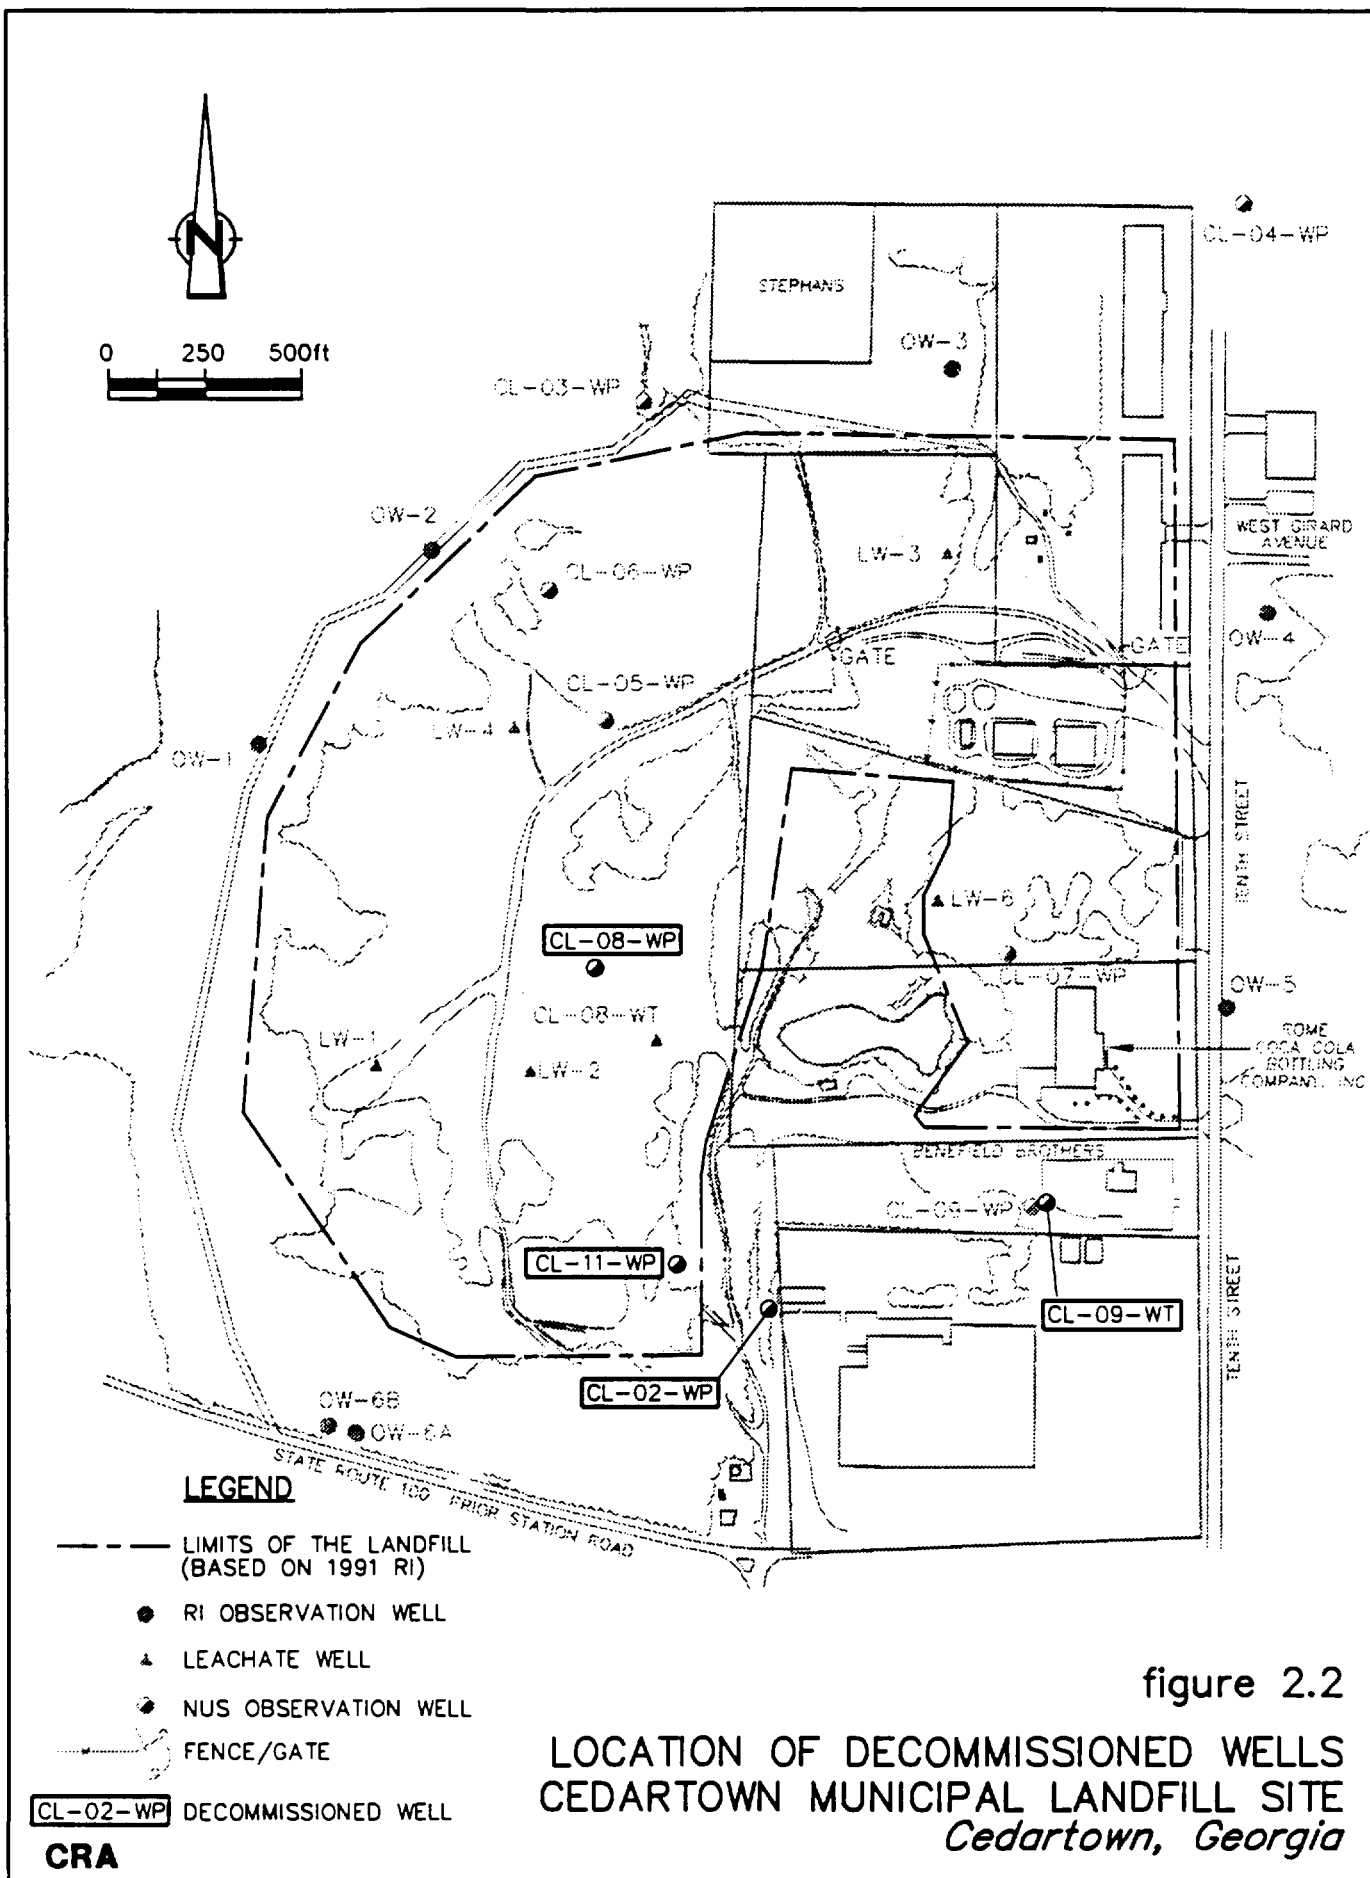 N
0 250 500ft
CL-04-WP
STEPHANS
OW-3
CL-03-WP
OW-2
WEST GIRARD
AVENUE
LW-3
CL-06-WP
OW-4
GATE
GATE
CL-05-WP
LW-4
OW-1
TENTH STREET
LW-6
CL-08-WP
CL-07-WP
OW-5
CL-08-WT
ROME
COCA COLA
BOTTLING
COMPANY, INC
LW-1
LW-2
BENEFIELD BROTHERS
CL-09-WP
CL-11-WP
CL-09-WT
TENTH STREET
CL-02-WP
OW-6B
OW-6A
STATE ROUTE 100 PRIOR STATION ROAD
LEGEND
LIMITS OF THE LANDFILL
(BASED ON 1991 RI)
RI OBSERVATION WELL
LEACHATE WELL
NUS OBSERVATION WELL
FENCE/GATE
CL-02-WP DECOMMISSIONED WELL
CRA
figure 2.2
LOCATION OF DECOMMISSIONED WELLS
CEDARTOWN MUNICIPAL LANDFILL SITE
Cedartown, Georgia